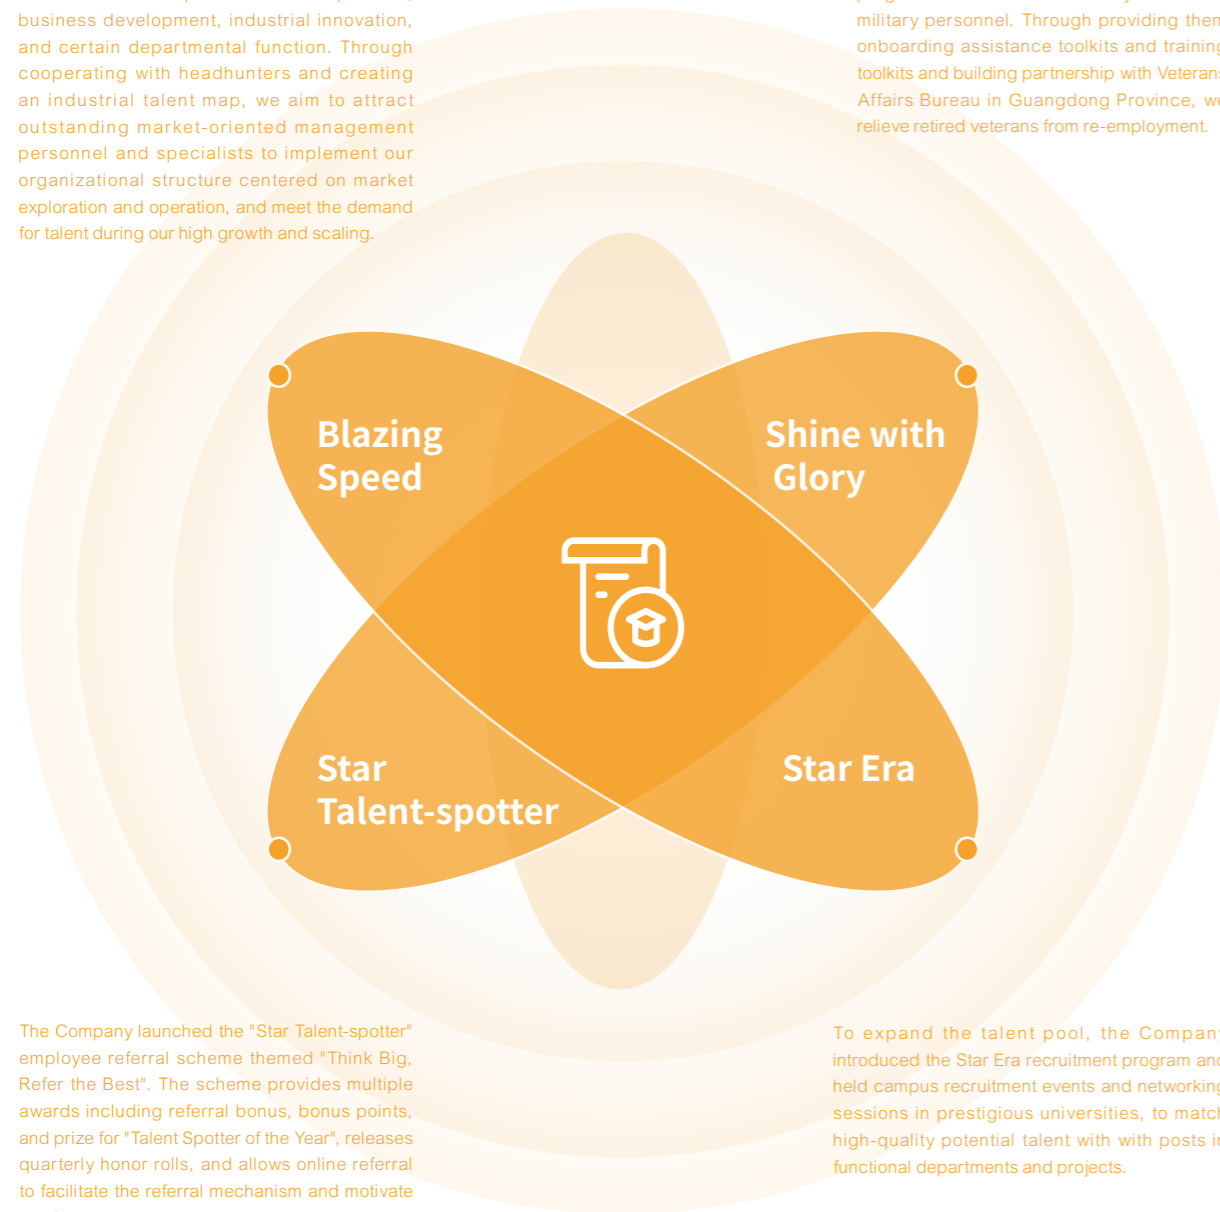 business development, industrial innovation,
and certain departmental function. Through
cooperating with headhunters and creating
an industrial talent map, we aim to attract
outstanding market-oriented management
personnel and specialists to implement our
organizational structure centered on market
exploration and operation, and meet the demand
for talent during our high growth and scaling.
military personnel. Through providing them
onboarding assistance toolkits and training
toolkits and building partnership with Veterans
Affairs Bureau in Guangdong Province, we
relieve retired veterans from re-employment.
Blazing
Speed
Shine with
Glory
Star
Talent-spotter
Star Era
The Company launched the "Star Talent-spotter"
employee referral scheme themed "Think Big,
Refer the Best". The scheme provides multiple
awards including referral bonus, bonus points,
and prize for "Talent Spotter of the Year", releases
quarterly honor rolls, and allows online referral
to facilitate the referral mechanism and motivate
To expand the talent pool, the Company
introduced the Star Era recruitment program and
held campus recruitment events and networking
sessions in prestigious universities, to match
high-quality potential talent with with posts in
functional departments and projects.